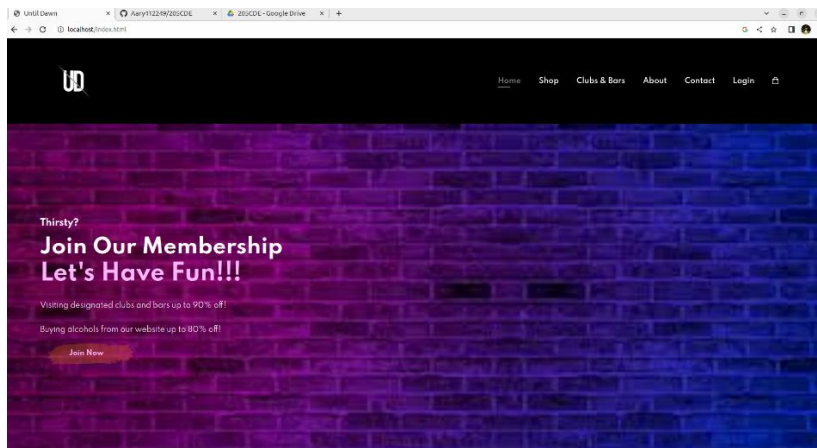 Until Dawn
Aary112249/205CDE
205CDE - Google Drive
localhost/index.html
UD
Home Shop Clubs & Bars About Contact Login
Thirsty?
Join Our Membership
Let's Have Fun!!!
Visiting designated clubs and bars up to 90% off!
Buying alcohols from our website up to 80% off!
Join Now